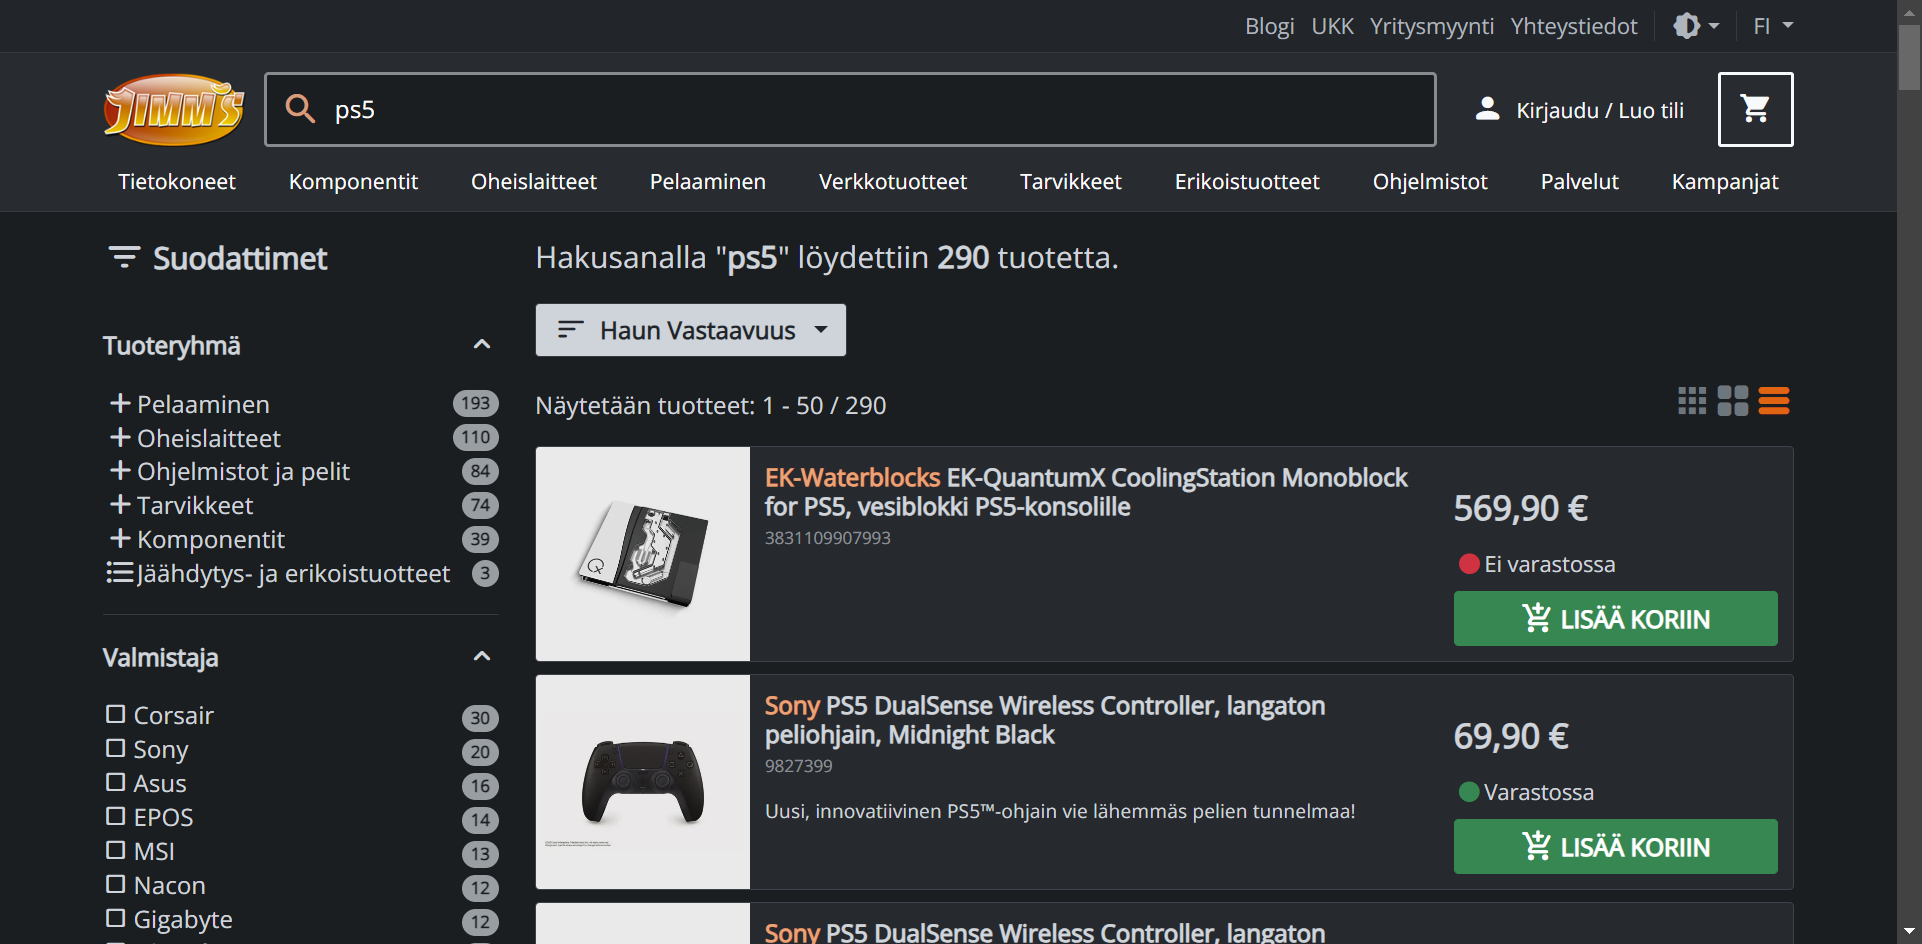 Blogi UKK Yritysmyynti Yhteystiedot FI
JIMM'S
ps5
Kirjaudu / Luo tili
Tietokoneet Komponentit Oheislaitteet Pelaaminen Verkkotuotteet Tarvikkeet Erikoistuotteet Ohjelmistot Palvelut Kampanjat
Suodattimet
Tuoteryhmä
Pelaaminen 193
Oheislaitteet 110
Ohjelmistot ja pelit 84
Tarvikkeet 74
Komponentit 39
Jäähdytys- ja erikoistuotteet 3
Valmistaja
Corsair 30
Sony 20
Asus 16
EPOS 14
MSI 13
Nacon 12
Gigabyte 12
Hakusanalla "ps5" löydettiin 290 tuotetta.
Haun Vastaavuus
Näytetään tuotteet: 1 - 50 / 290
EK-Waterblocks EK-QuantumX CoolingStation Monoblock
for PS5, vesiblokki PS5-konsolille
3831109907993
569,90 €
Ei varastossa
LISÄÄ KORIIN
Sony PS5 DualSense Wireless Controller, langaton
peliohjain, Midnight Black
9827399
Uusi, innovatiivinen PS5™-ohjain vie lähemmäs pelien tunnelmaa!
69,90 €
Varastossa
LISÄÄ KORIIN
Sony PS5 DualSense Wireless Controller, langaton